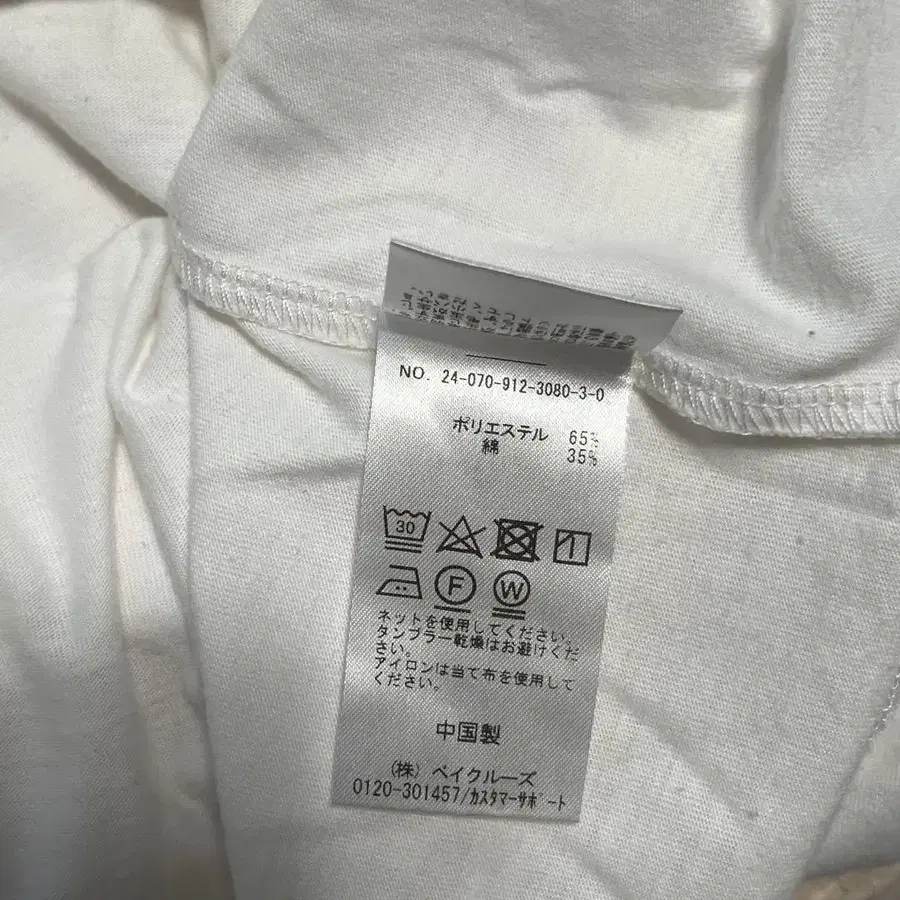 NO. 24-070-912-3080-3-0
ポリエステル 65%
綿 35%
30
F
W
ネットを使用してください。
タンブラー乾燥はお避けくだ
さい。
アイロンは当て布を使用して
ください。
中国製
(株) ベイクルーズ
0120-301457/カスタマーサポート